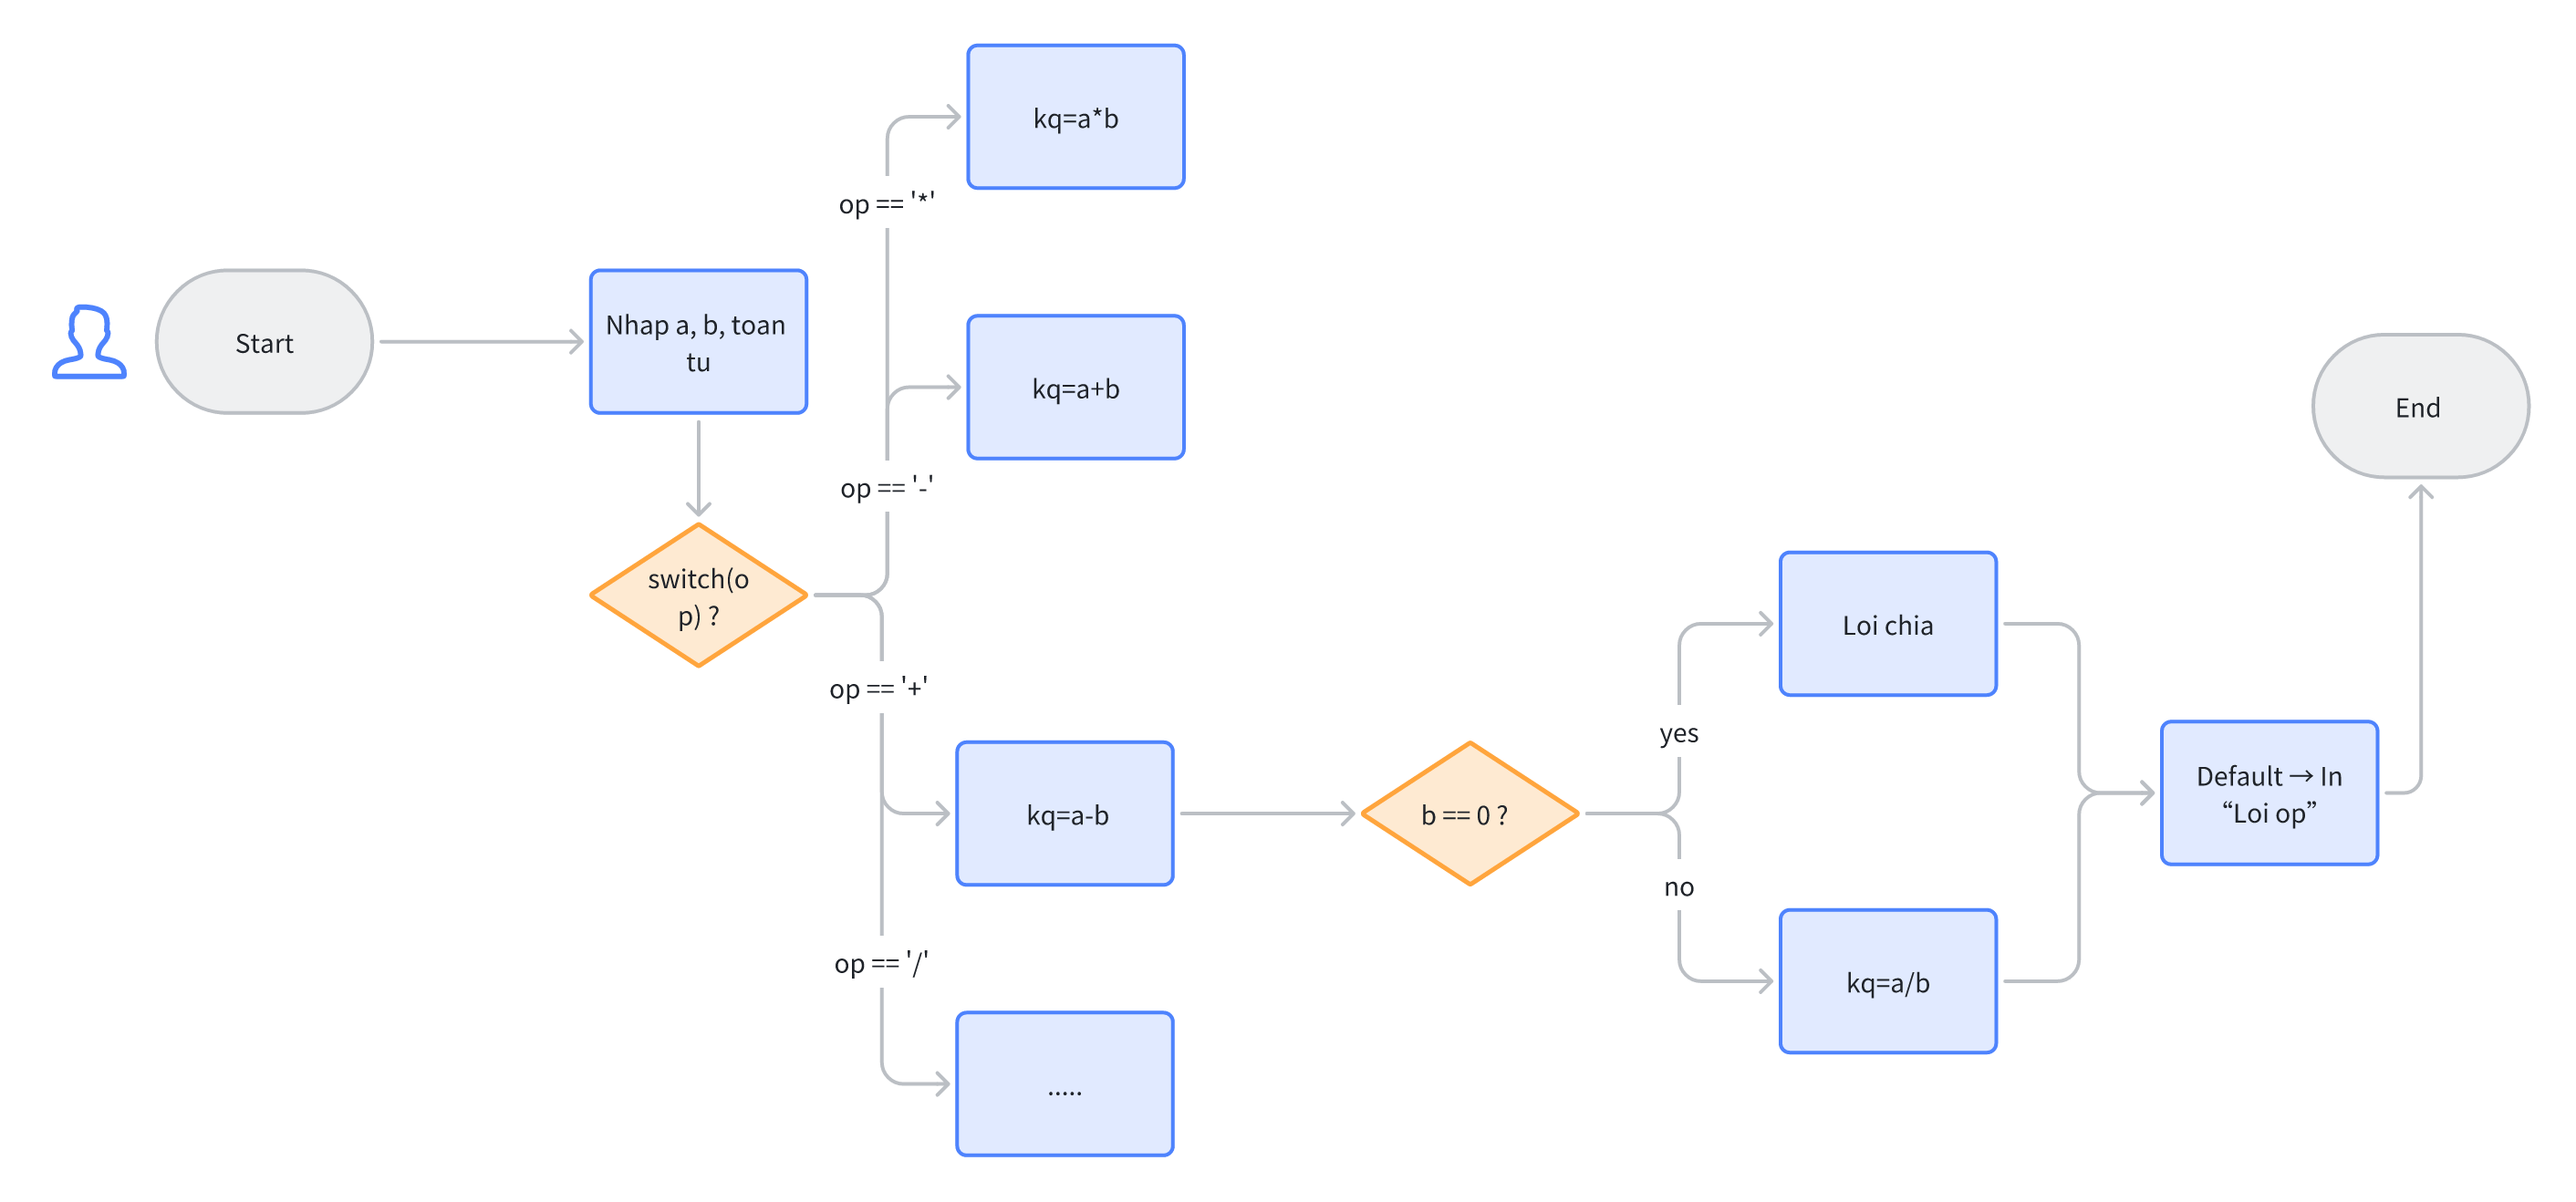 kq=a*b
op == '*'
Start
Nhap a, b, toan
tu
kq=a+b
End
op == '-'
switch(o
p) ?
Loi chia
op == '+'
yes
kq=a-b
b == 0 ?
Default → In
“Loi op”
no
op == '/'
kq=a/b
.....